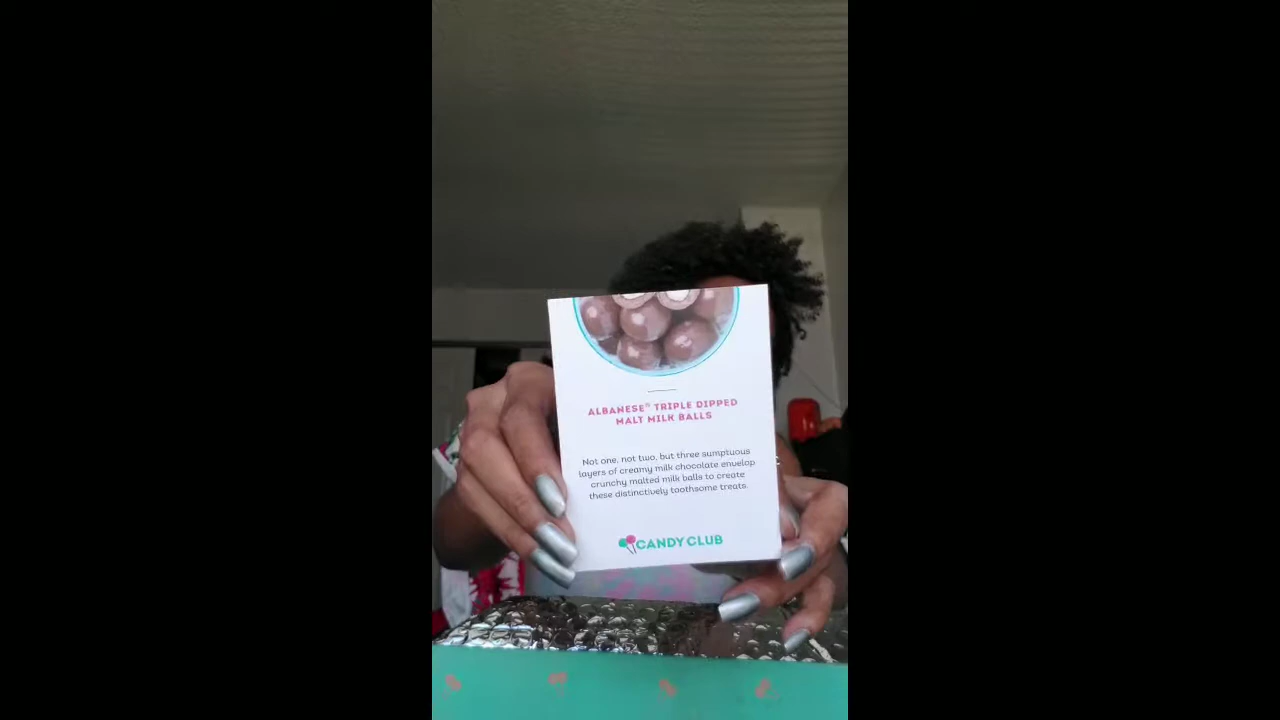 ALBANESE® TRIPLE DIPPED
MALT MILK BALLS
Not one, not two, but three sumptuous
layers of creamy milk chocolate envelop
crunchy malted milk balls to create
these distinctively toothsome treats.
CANDY CLUB